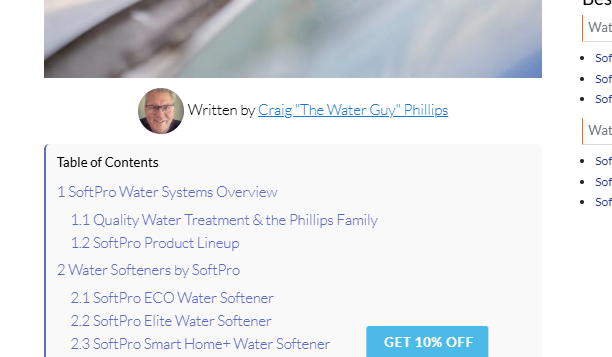 Written by Craig "The Water Guy" Phillips
Table of Contents
1 SoftPro Water Systems Overview
1.1 Quality Water Treatment & the Phillips Family
1.2 SoftPro Product Lineup
2 Water Softeners by SoftPro
2.1 SoftPro ECO Water Softener
2.2 SoftPro Elite Water Softener
2.3 SoftPro Smart Home+ Water Softener
GET 10% OFF
Bes
Wat
Sof
Sof
Sof
Wat
Sof
Sof
Sof